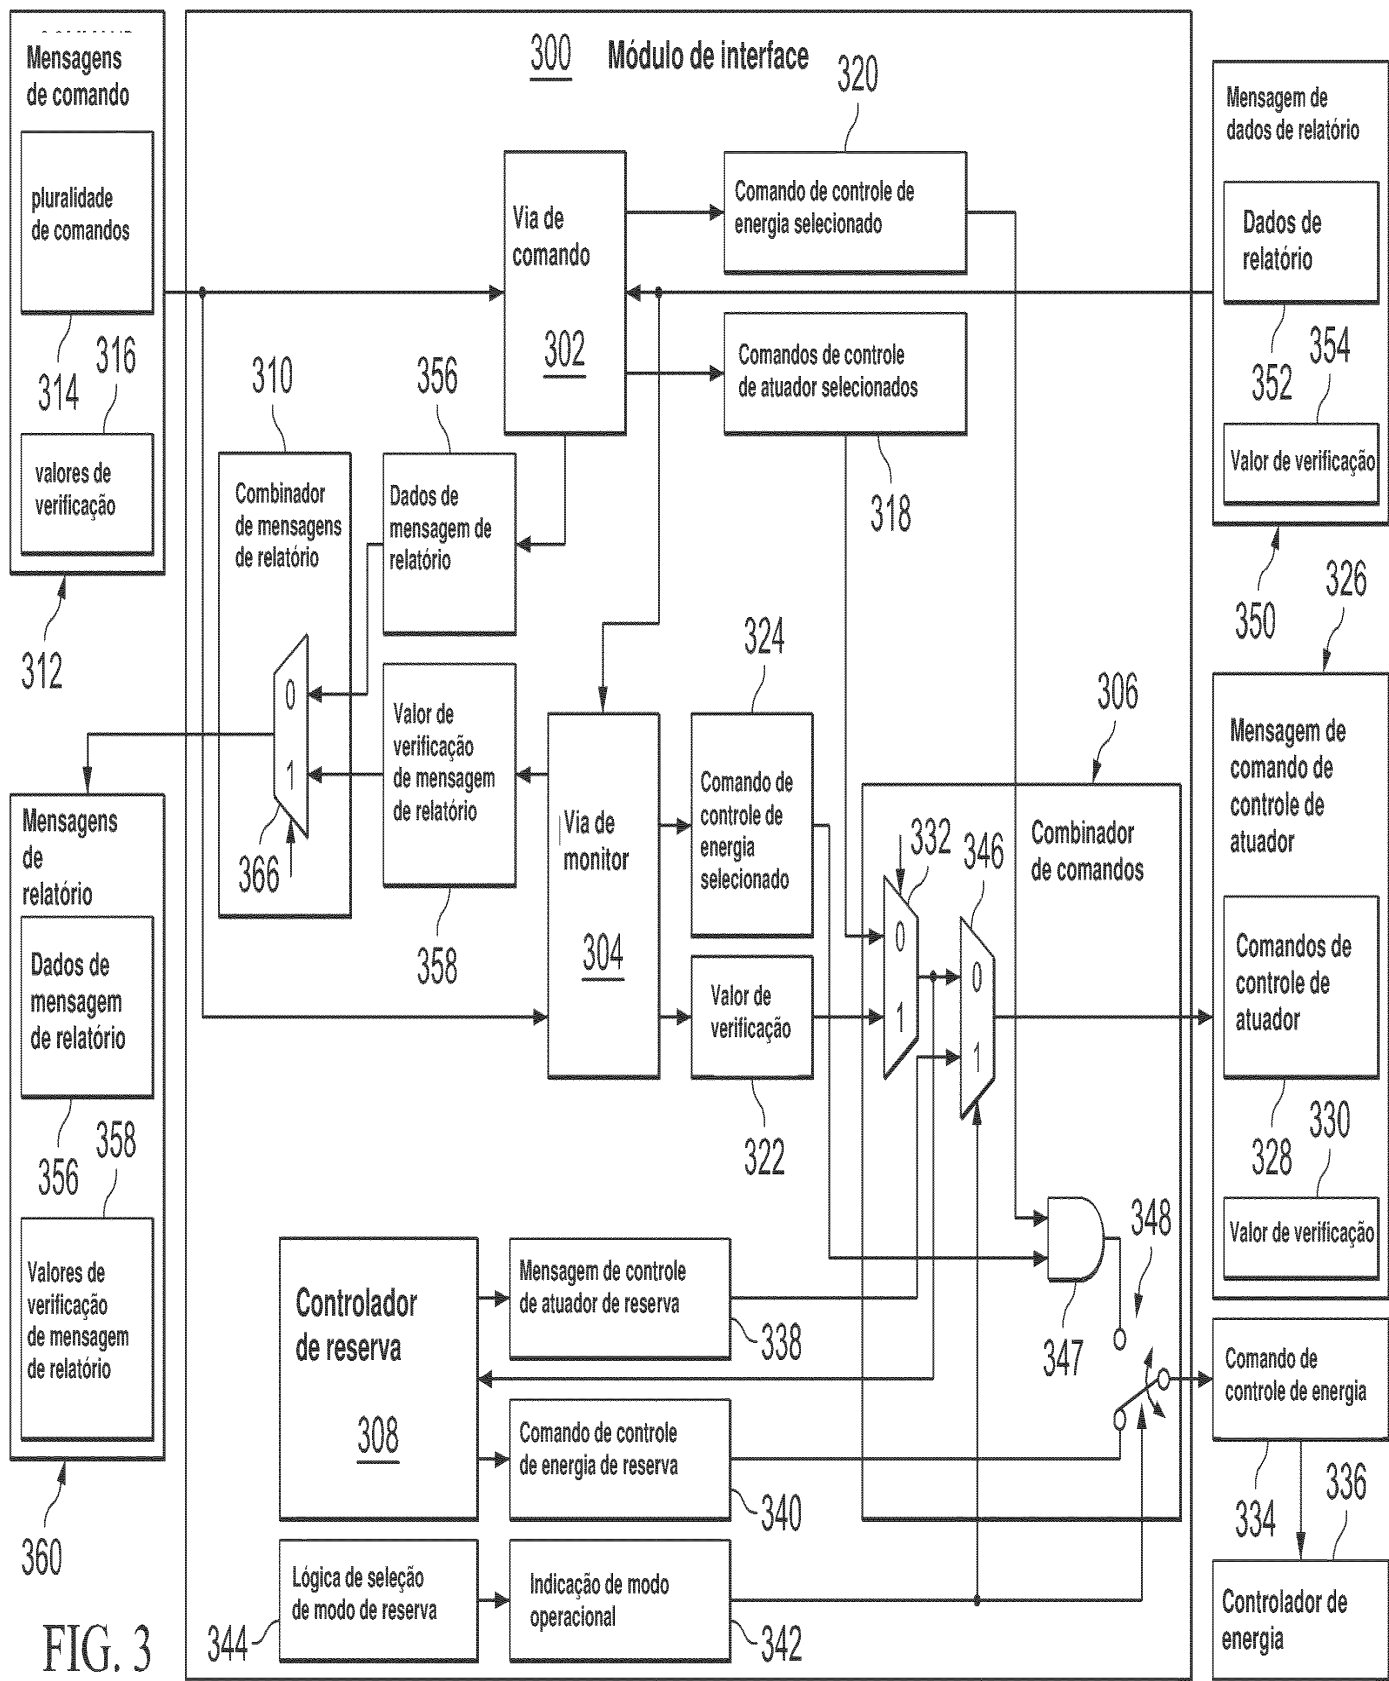 Mensagens
de comando
pluralidade
de comandos
314
316
valores de
verificação
312
300 Módulo de interface
320
Via de
comando
302
Comando de controle de
energia selecionado
Comandos de controle
de atuador selecionados
318
Mensagem de
dados de relatório
Dados de
relatório
352
354
Valor de verificação
350
310
Combinador
de mensagens
de relatório
0
1
366
356
Dados de
mensagem de
relatório
Valor de
verificação
de mensagem
de relatório
358
Via de
monitor
304
324
Comando de
controle de
energia
selecionado
Valor de
verificação
322
306
Combinador
de comandos
332
0
1
346
0
1
326
Mensagem de
comando de
controle de
atuador
Comandos de
controle de
atuador
328
330
Valor de verificação
Mensagens
de
relatório
Dados de
mensagem
de relatório
356
358
Valores de
verificação
de mensagem
de relatório
360
Controlador
de reserva
308
Mensagem de controle
de atuador de reserva
338
Comando de controle
de energia de reserva
340
347
348
Comando de
controle de energia
334
336
Controlador de
energia
Lógica de seleção
de modo de reserva
344
Indicação de modo
operacional
342
FIG. 3